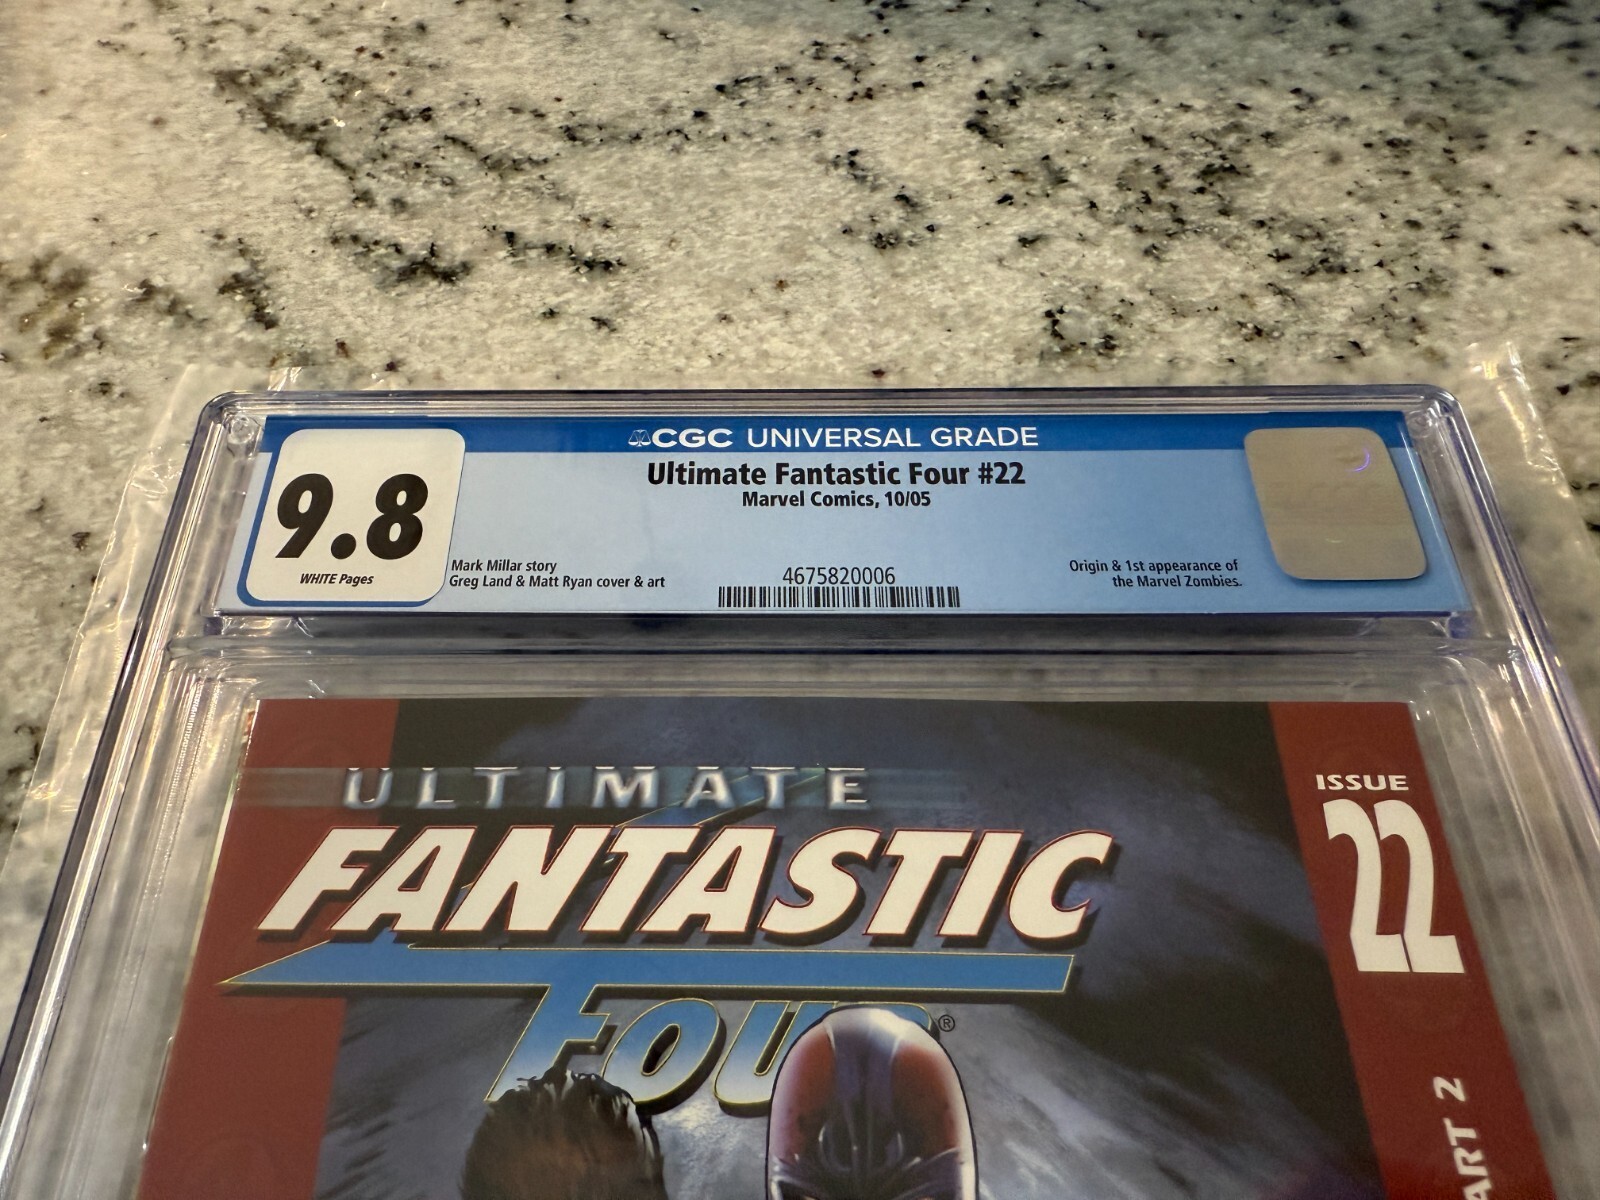 CGC UNIVERSAL GRADE
Ultimate Fantastic Four #22
Marvel Comics, 10/05
9.8
WHITE Pages
Mark Millar story
Greg Land & Matt Ryan cover & art
4675820006
Origin & 1st appearance of
the Marvel Zombies.
ULTIMATE
FANTASTIC
FOUR®
ISSUE
22
ART 2